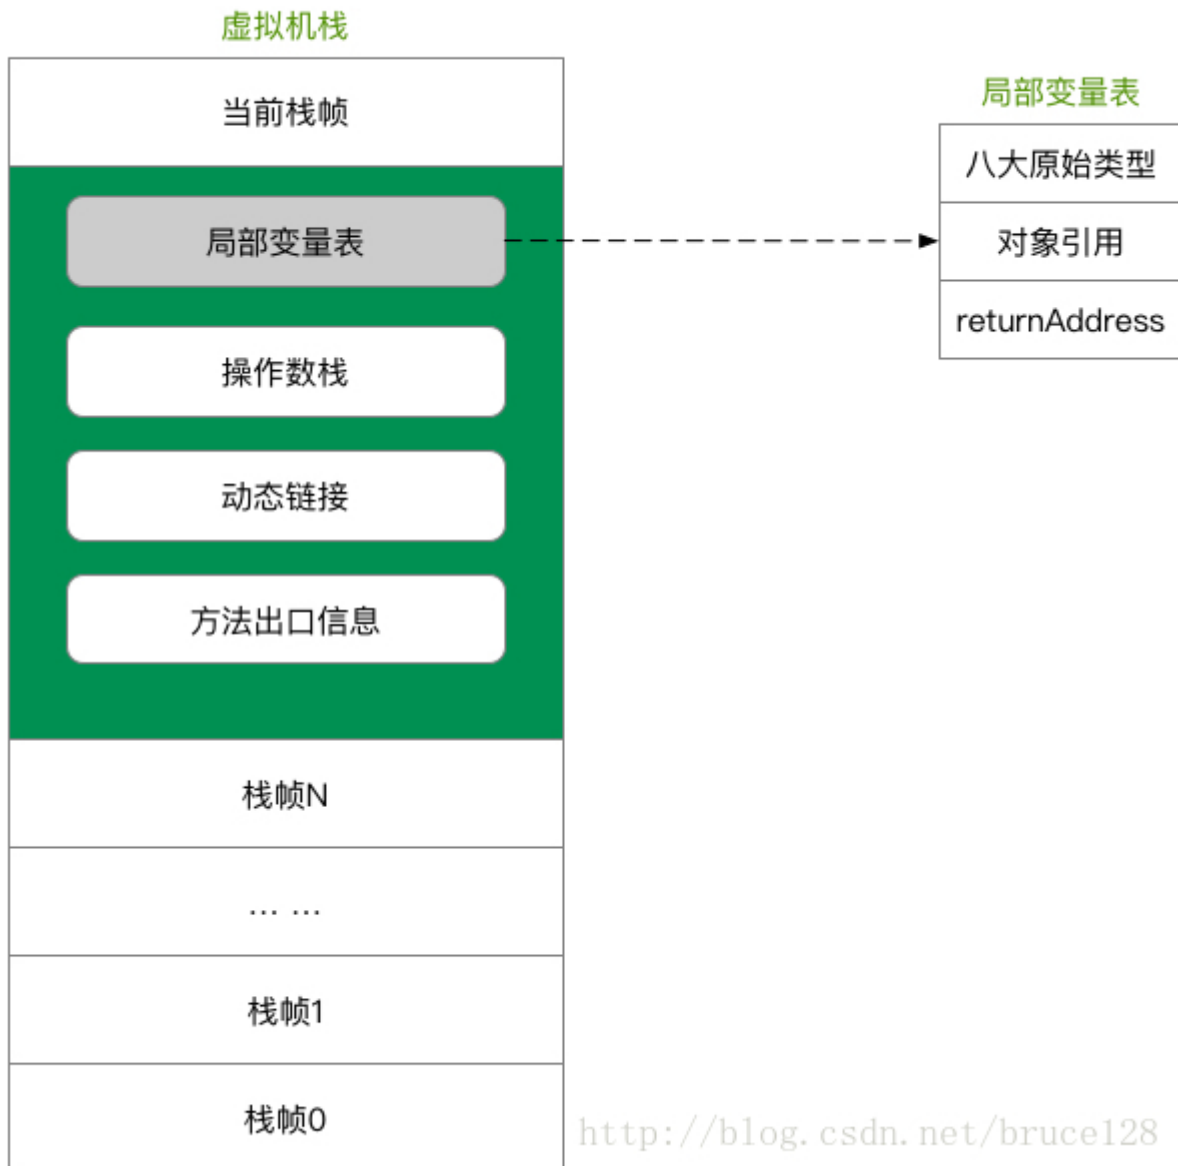 虚拟机栈
当前栈帧
局部变量表
操作数栈
动态链接
方法出口信息
栈帧N
... ...
栈帧1
栈帧0
局部变量表
八大原始类型
对象引用
returnAddress
http://blog.csdn.net/bruce128